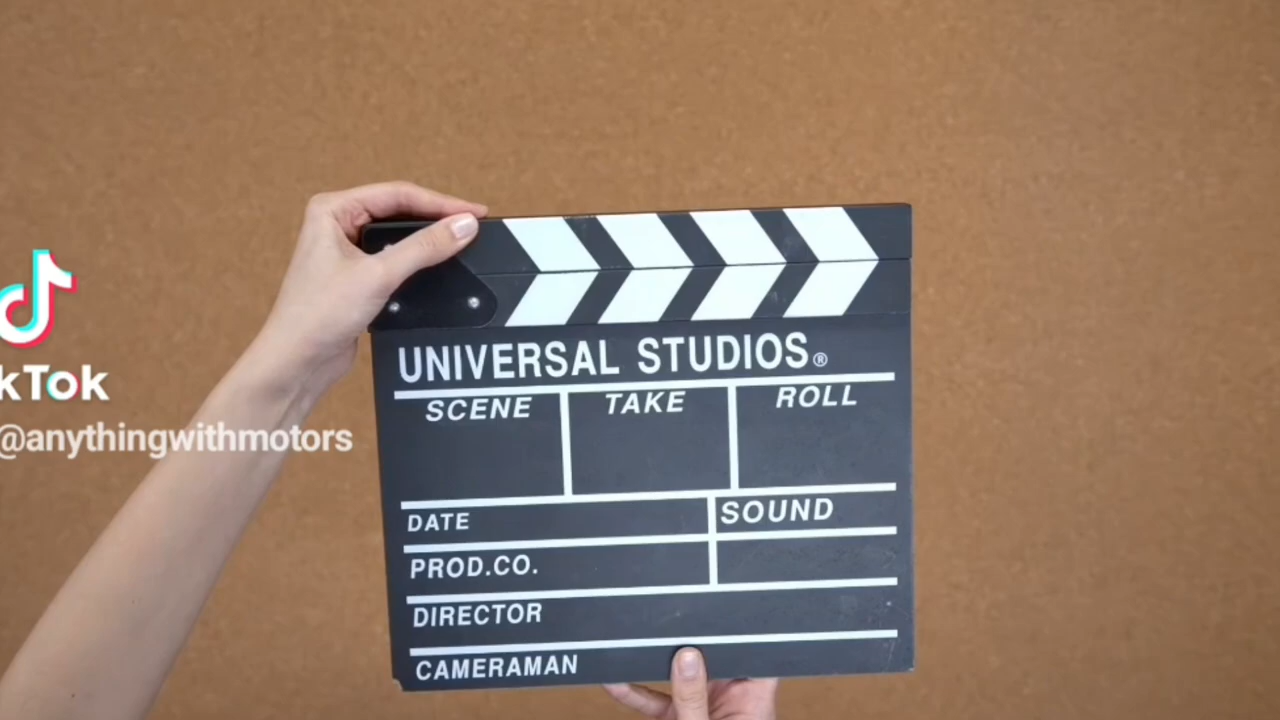 UNIVERSAL STUDIOS®
SCENE TAKE ROLL
DATE
SOUND
PROD.CO.
DIRECTOR
CAMERAMAN
kTok
@anythingwithmotors